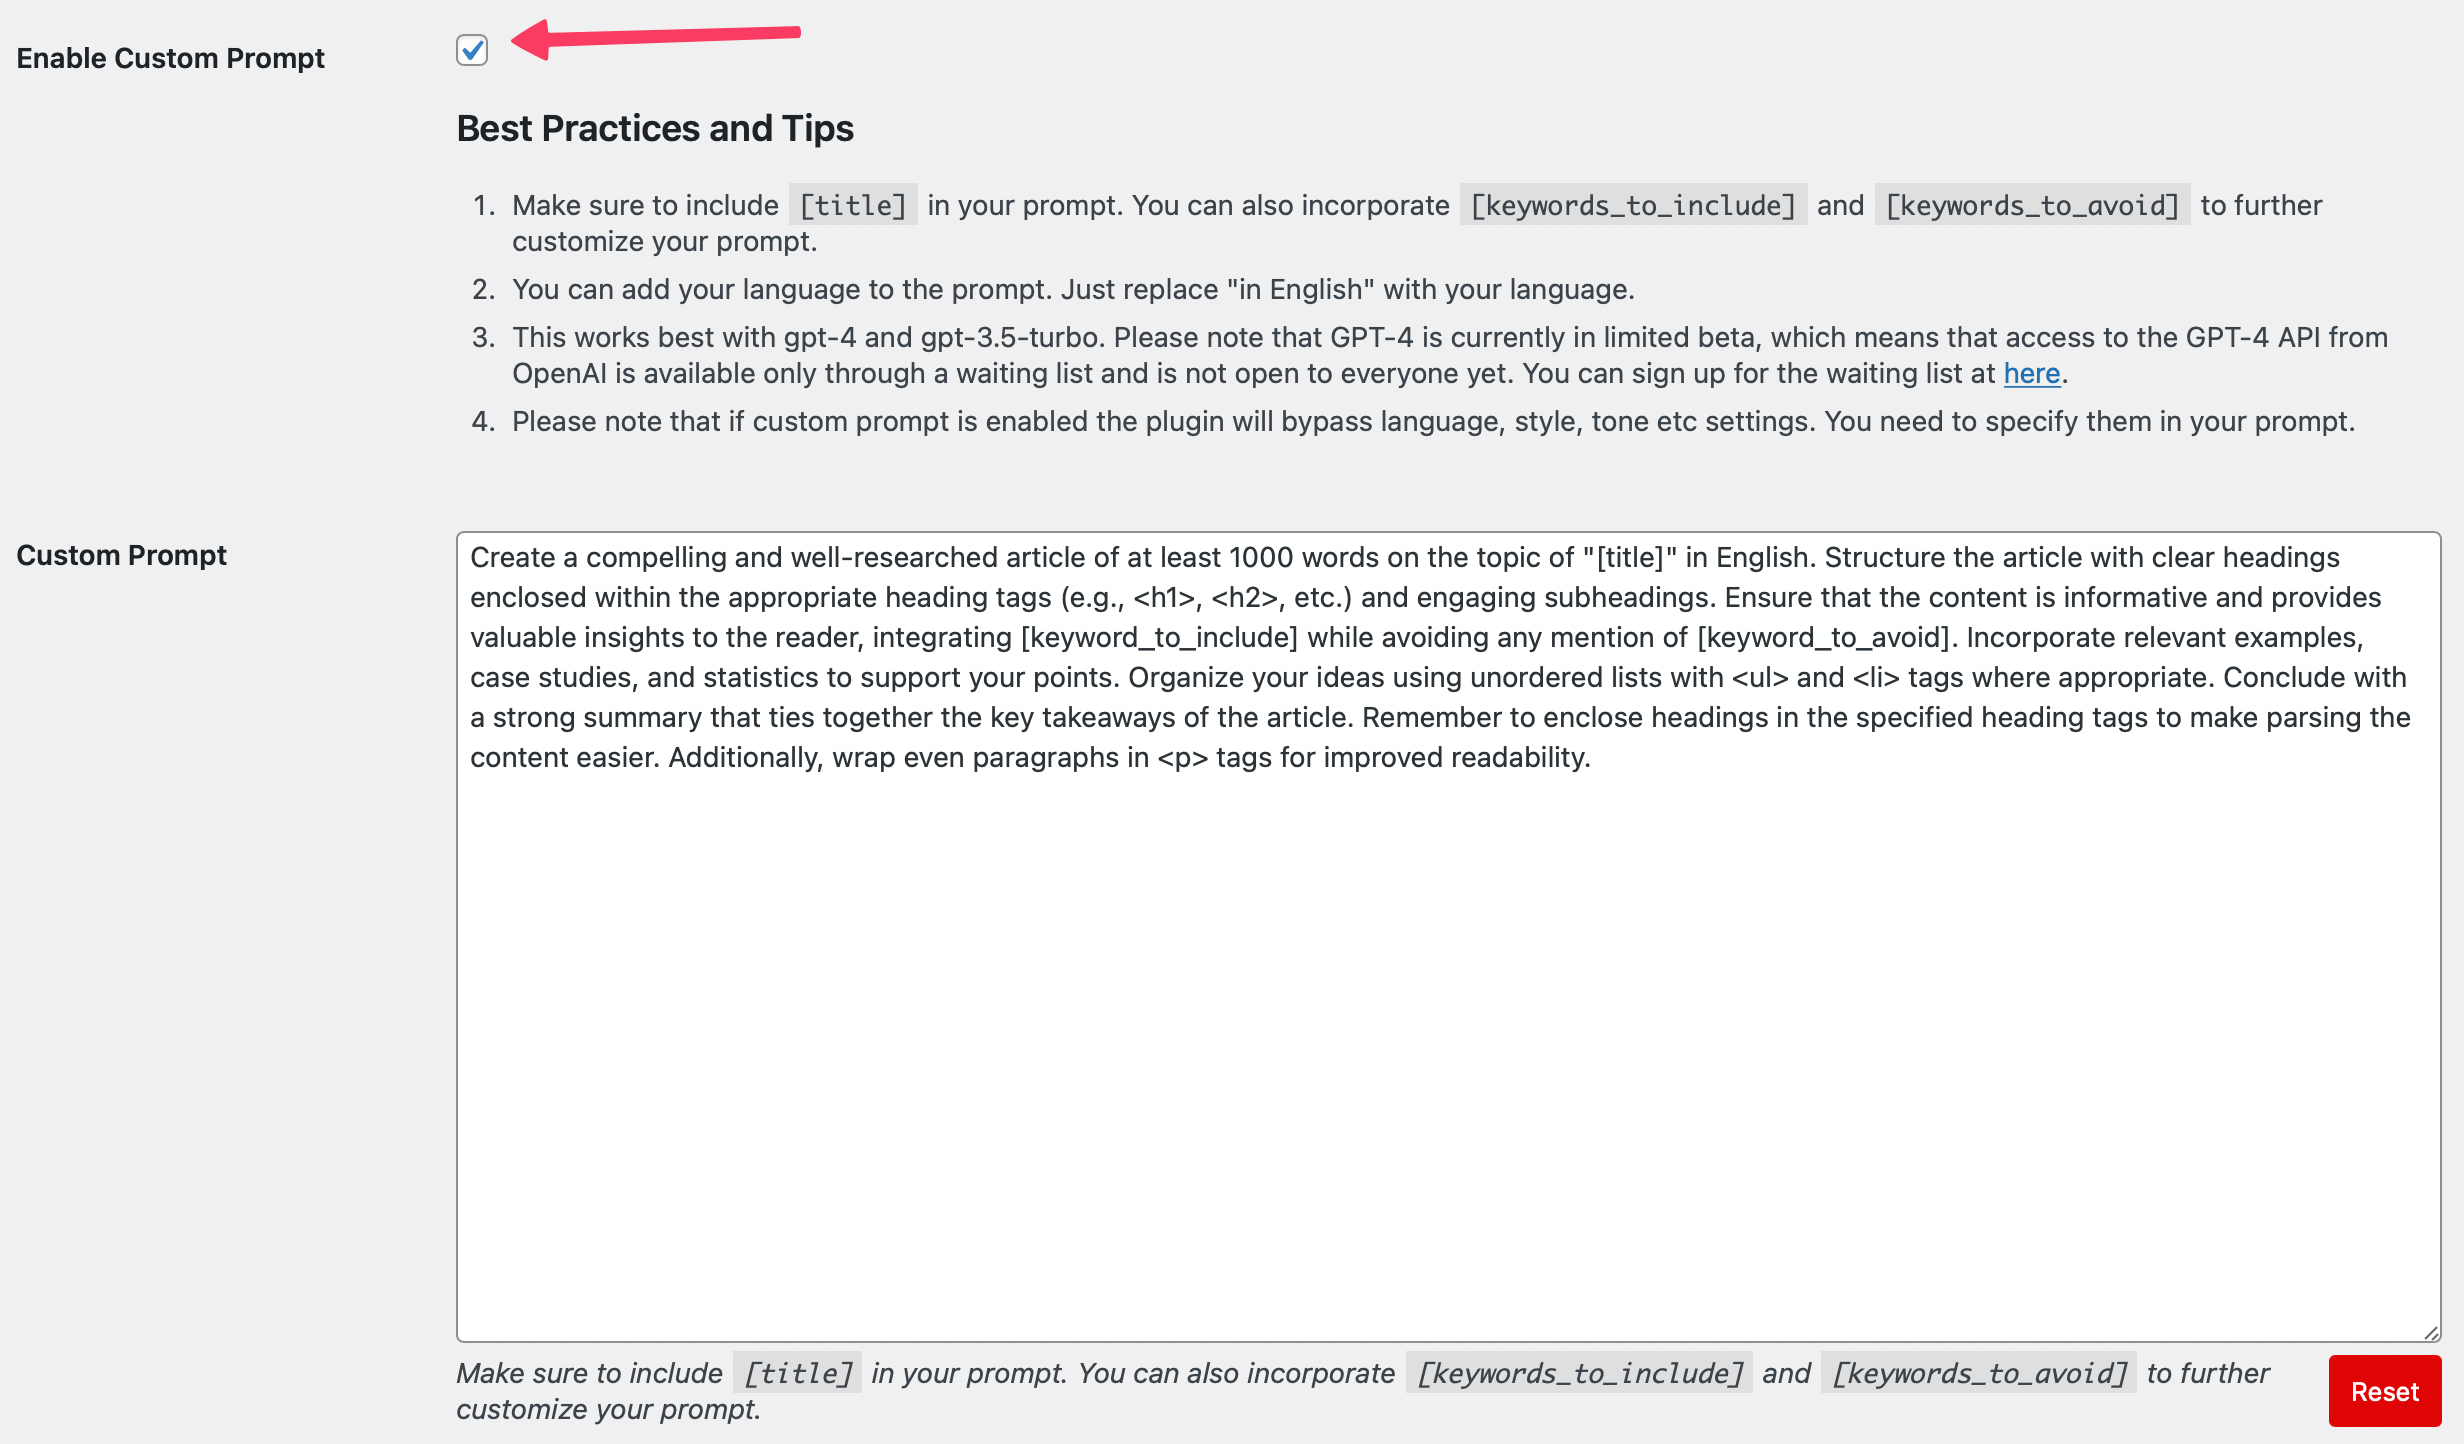 Enable Custom Prompt
Best Practices and Tips
1. Make sure to include [title] in your prompt. You can also incorporate [keywords_to_include] and [keywords_to_avoid] to further
customize your prompt.
2. You can add your language to the prompt. Just replace "in English" with your language.
3. This works best with gpt-4 and gpt-3.5-turbo. Please note that GPT-4 is currently in limited beta, which means that access to the GPT-4 API from
OpenAI is available only through a waiting list and is not open to everyone yet. You can sign up for the waiting list at here.
4. Please note that if custom prompt is enabled the plugin will bypass language, style, tone etc settings. You need to specify them in your prompt.
Custom Prompt
Create a compelling and well-researched article of at least 1000 words on the topic of "[title]" in English. Structure the article with clear headings
enclosed within the appropriate heading tags (e.g., <h1>, <h2>, etc.) and engaging subheadings. Ensure that the content is informative and provides
valuable insights to the reader, integrating [keyword_to_include] while avoiding any mention of [keyword_to_avoid]. Incorporate relevant examples,
case studies, and statistics to support your points. Organize your ideas using unordered lists with <ul> and <li> tags where appropriate. Conclude with
a strong summary that ties together the key takeaways of the article. Remember to enclose headings in the specified heading tags to make parsing the
content easier. Additionally, wrap even paragraphs in <p> tags for improved readability.
Make sure to include [title] in your prompt. You can also incorporate [keywords_to_include] and [keywords_to_avoid] to further
customize your prompt.
Reset